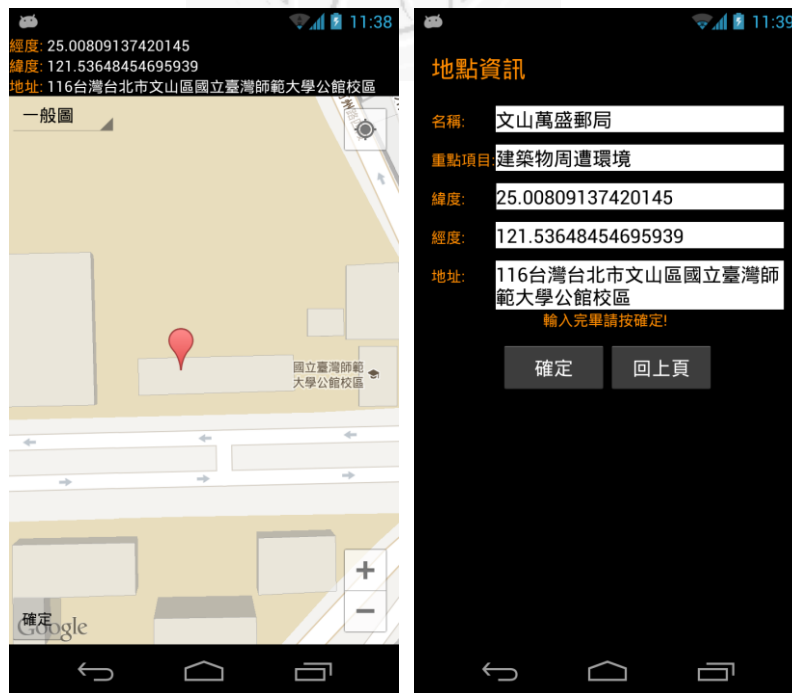 11:38
經度: 25.00809137420145
緯度: 121.53648454695939
地址: 116台灣台北市文山區國立臺灣師範大學公館校區
一般圖
州路
國立臺灣師範
大學公館校區
+
−
確定
Google
11:39
地點資訊
名稱: 文山萬盛郵局
重點項目: 建築物周遭環境
緯度: 25.00809137420145
經度: 121.53648454695939
地址: 116台灣台北市文山區國立臺灣師
範大學公館校區
輸入完畢請按確定!
確定 回上頁